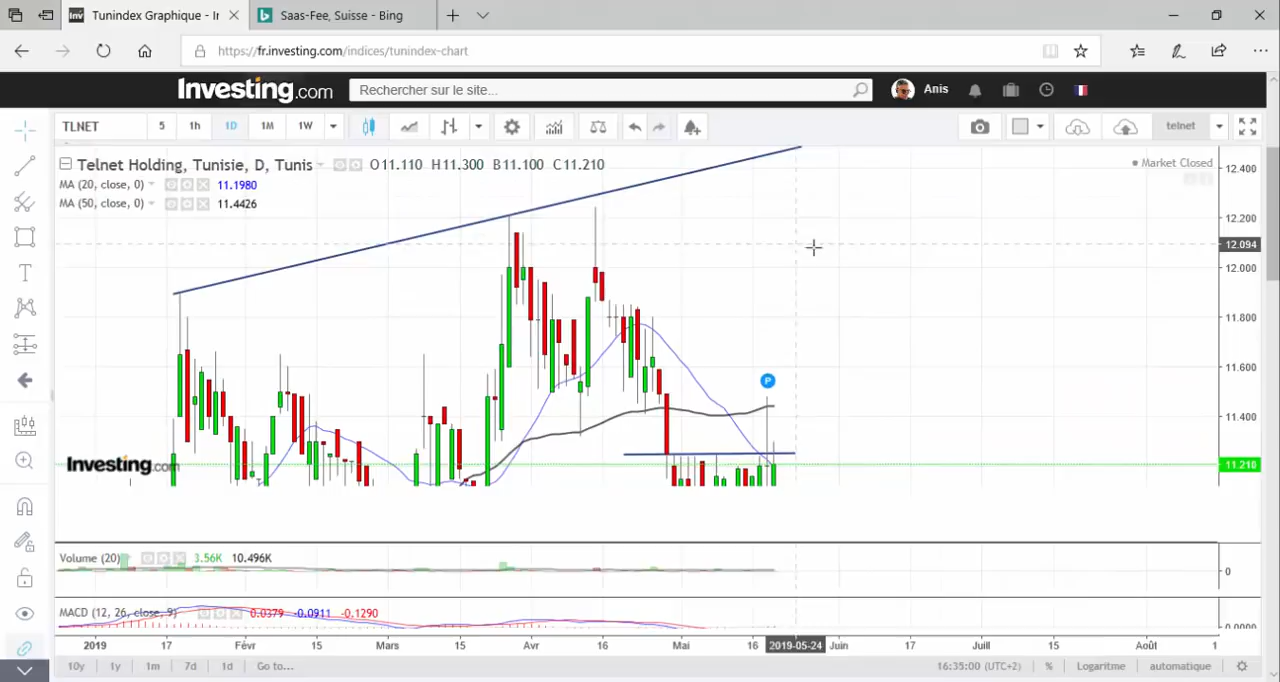 Tunindex Graphique - Ir
Saas-Fee, Suisse - Bing
https://fr.investing.com/indices/tunindex-chart
Investing.com
Rechercher sur le site...
Anis
TLNET 5 1h 1D 1M 1W
telnet
Telnet Holding, Tunisie, D, Tunis O11.110 H11.300 B11.100 C11.210
Market Closed
MA (20, close, 0) 11.1980
MA (50, close, 0) 11.4426
12.400
12.200
12.094
12.000
11.800
11.600
P
11.400
Investing.com
11.210
Volume (20) 3.56K 10.496K
0
MACD (12, 26, close, 9) 0.0379 -0.0911 -0.1290
0.0000
2019 17 Févr 15 Mars 15 Avr 16 Mai 16 2019-05-24 Juin 17 Juill 15 Août 1
10y 1y 1m 7d 1d Go to... 16:35:00 (UTC+2) % Logaritme automatique